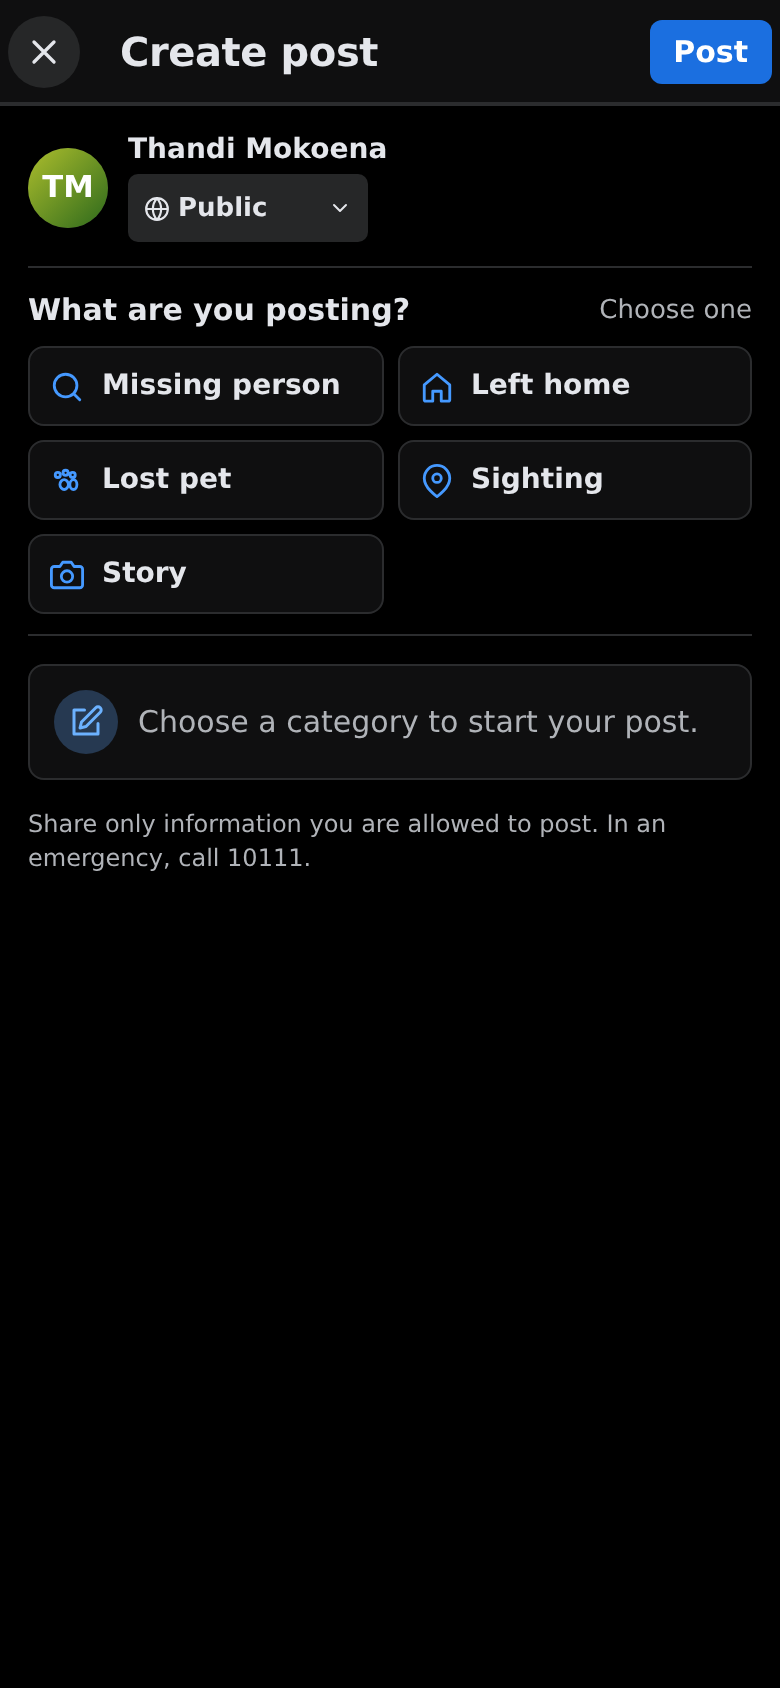 Create post
Post
TM
Thandi Mokoena
Public
What are you posting?
Choose one
Missing person
Left home
Lost pet
Sighting
Story
Choose a category to start your post.
Share only information you are allowed to post. In an
emergency, call 10111.